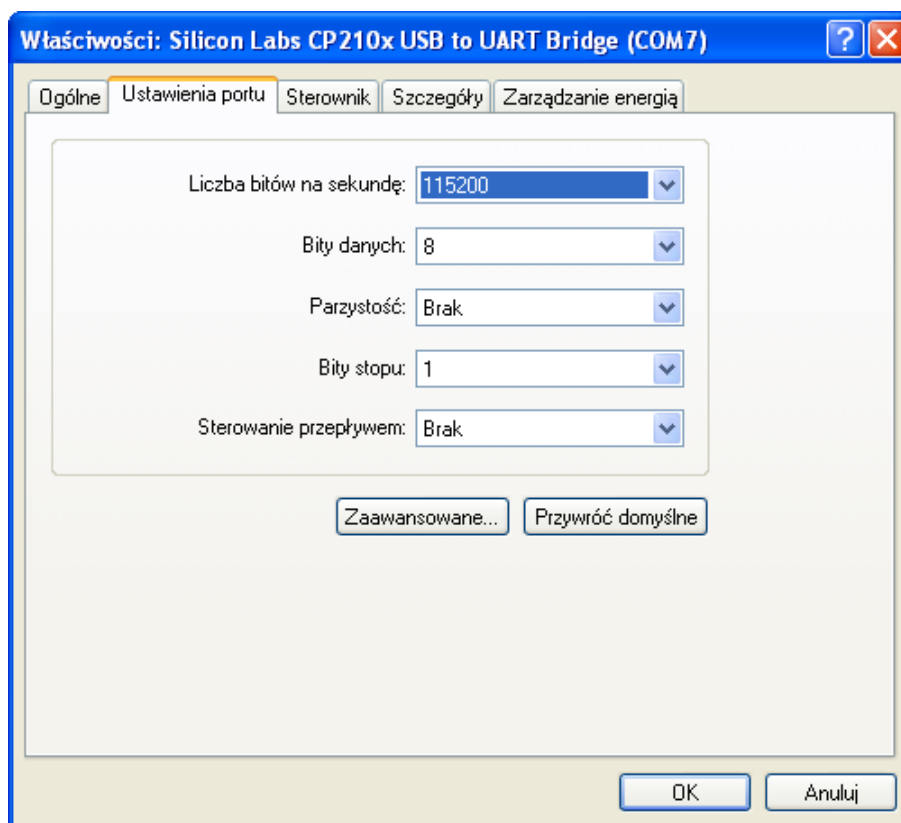 Właściwości: Silicon Labs CP210x USB to UART Bridge (COM7)
Ogólne Ustawienia portu Sterownik Szczegóły Zarządzanie energią
Liczba bitów na sekundę: 115200
Bity danych: 8
Parzystość: Brak
Bity stopu: 1
Sterowanie przepływem: Brak
Zaawansowane... Przywróć domyślne
OK Anuluj